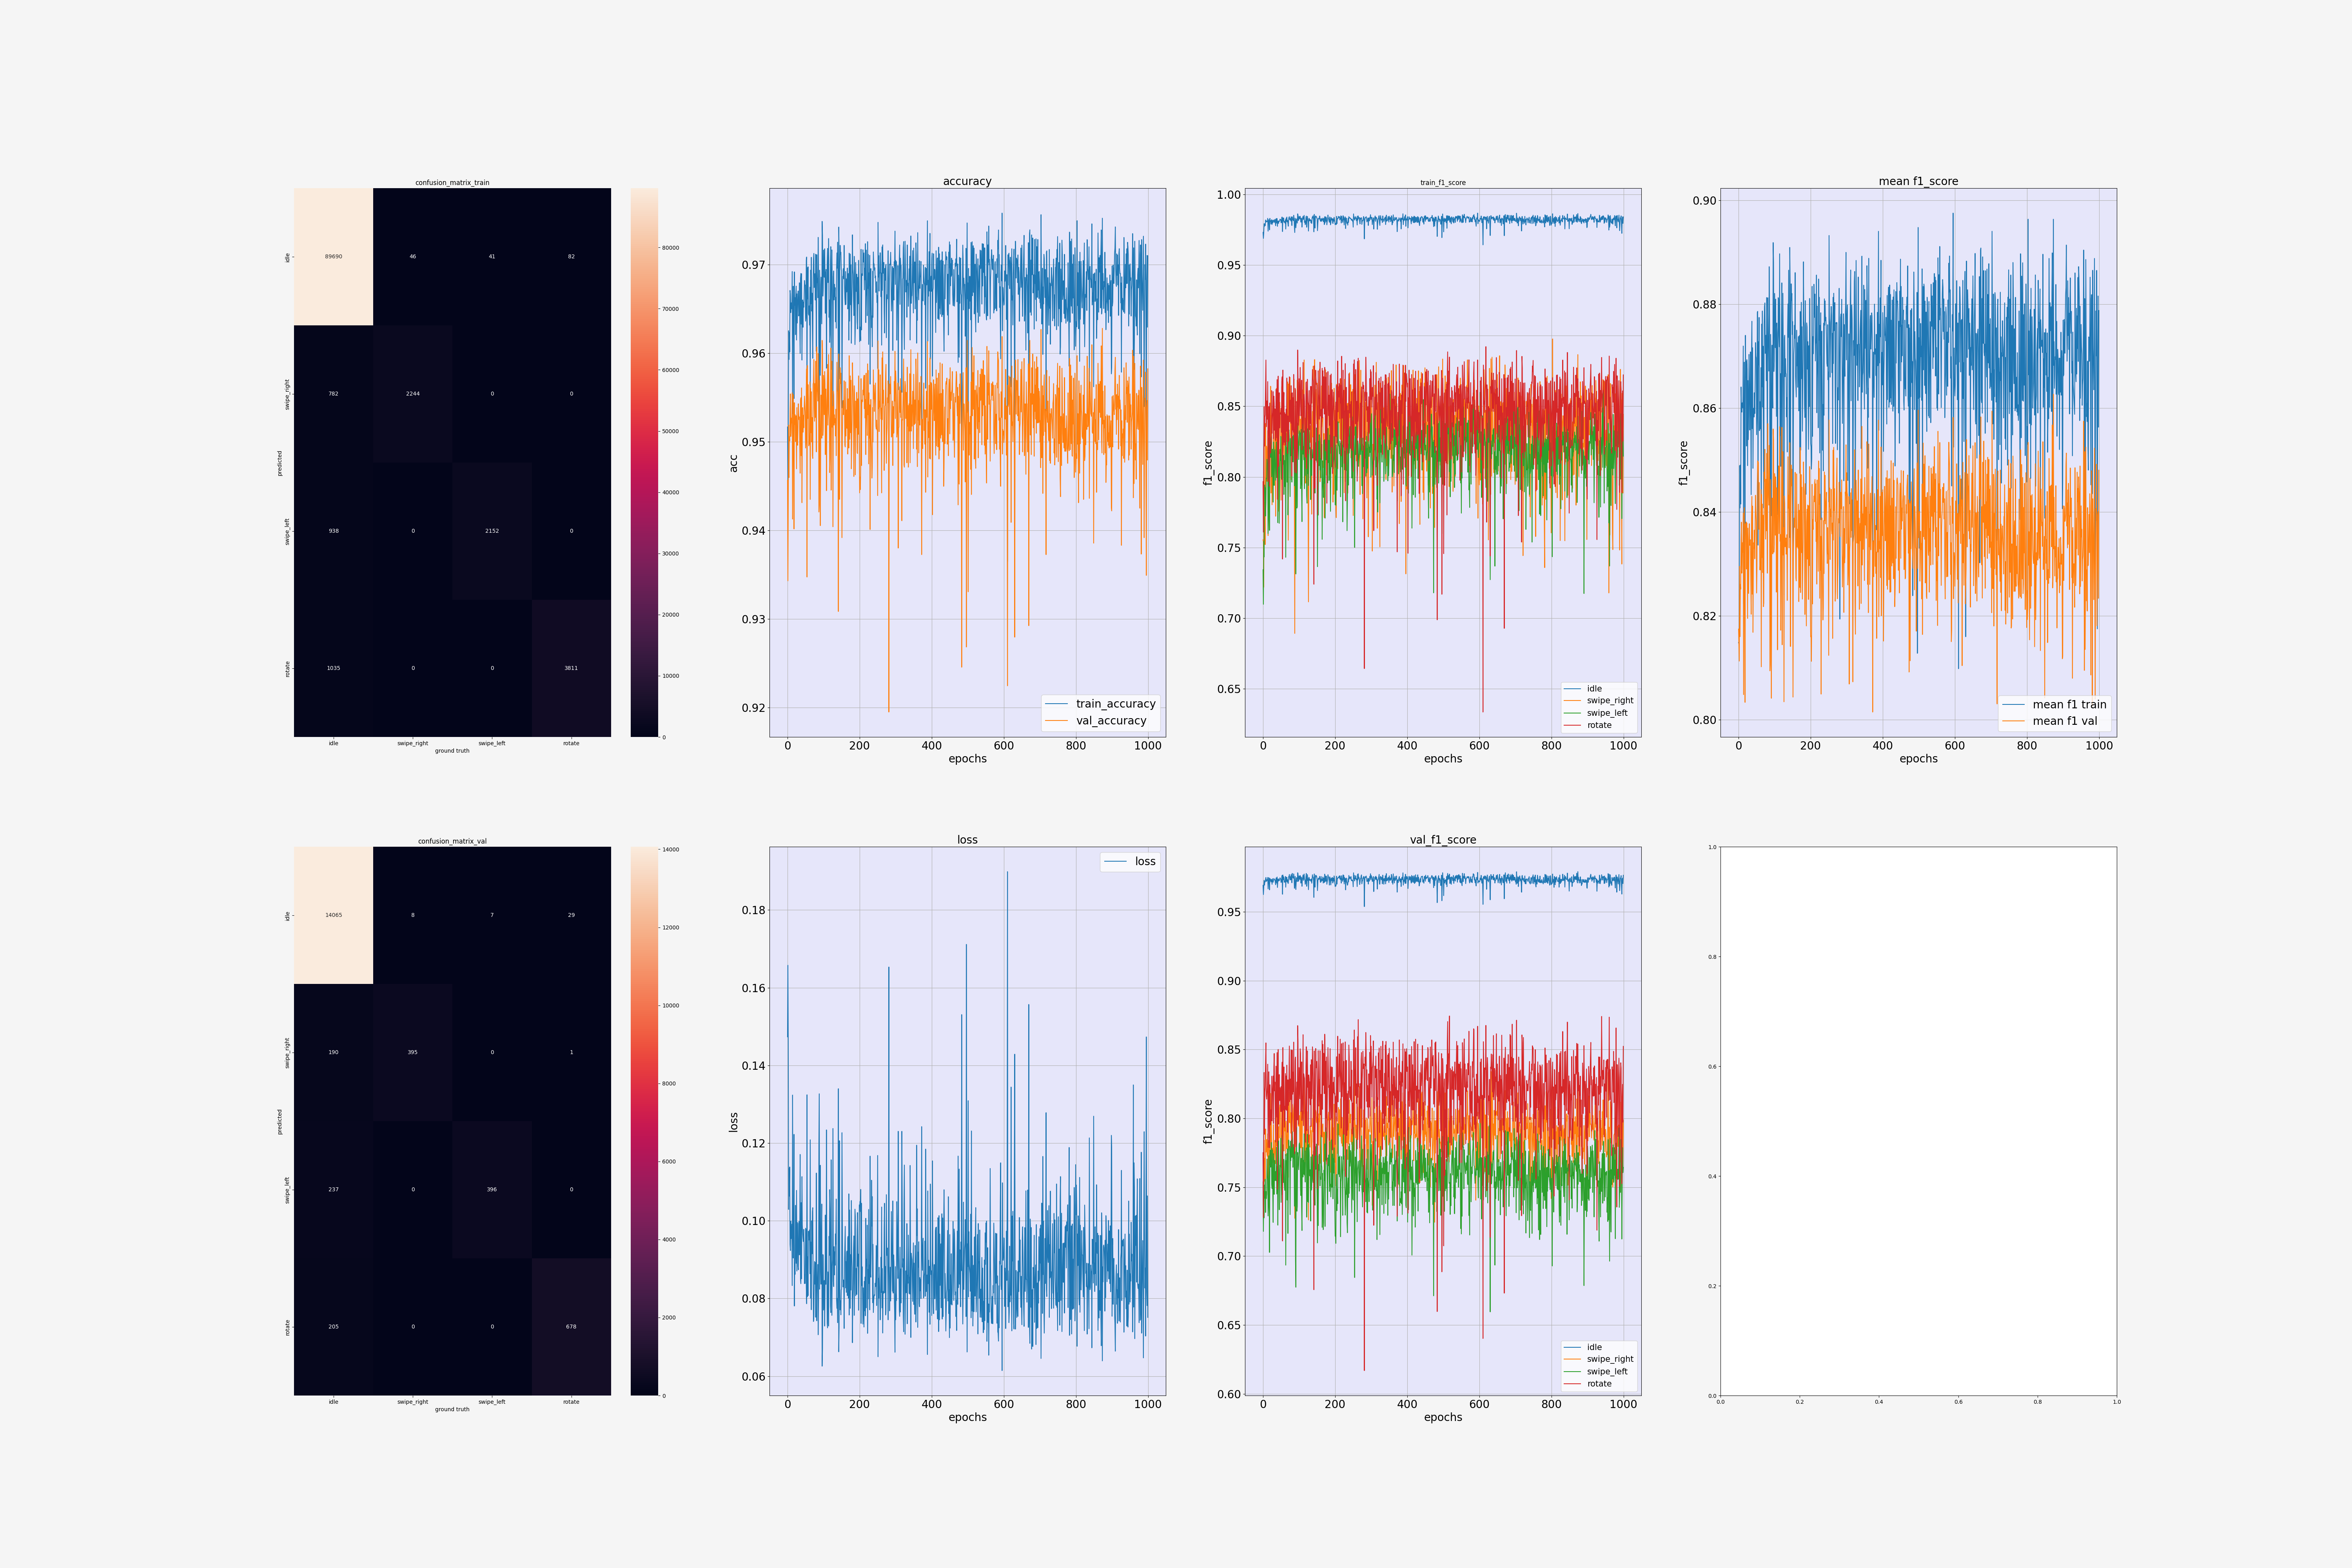 confusion_matrix_train
idle
swipe_right
swipe_left
rotate
predicted
89690 46 41 82
782 2244 0 0
938 0 2152 0
1035 0 0 3811
idle swipe_right swipe_left rotate
ground truth
80000
70000
60000
50000
40000
30000
20000
10000
0
accuracy
acc
0.97
0.96
0.95
0.94
0.93
0.92
train_accuracy
val_accuracy
0 200 400 600 800 1000
epochs
train_f1_score
f1_score
1.00
0.95
0.90
0.85
0.80
0.75
0.70
0.65
idle
swipe_right
swipe_left
rotate
0 200 400 600 800 1000
epochs
mean f1_score
f1_score
0.90
0.88
0.86
0.84
0.82
0.80
mean f1 train
mean f1 val
0 200 400 600 800 1000
epochs
confusion_matrix_val
idle
swipe_right
swipe_left
rotate
predicted
14065 8 7 29
190 395 0 1
237 0 396 0
205 0 0 678
idle swipe_right swipe_left rotate
ground truth
14000
12000
10000
8000
6000
4000
2000
0
loss
loss
0.18
0.16
0.14
0.12
0.10
0.08
0.06
loss
0 200 400 600 800 1000
epochs
val_f1_score
f1_score
0.95
0.90
0.85
0.80
0.75
0.70
0.65
0.60
idle
swipe_right
swipe_left
rotate
0 200 400 600 800 1000
epochs
1.0
0.8
0.6
0.4
0.2
0.0
0.0 0.2 0.4 0.6 0.8 1.0